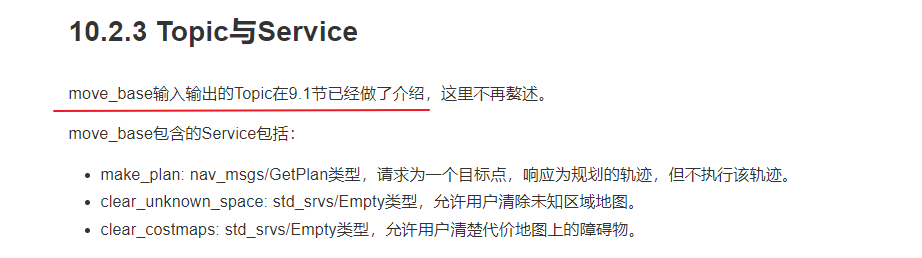 10.2.3 Topic与Service
move_base输入输出的Topic在9.1节已经做了介绍，这里不再鳌述。
move_base包含的Service包括：
• make_plan: nav_msgs/GetPlan类型，请求为一个目标点，响应为规划的轨迹，但不执行该轨迹。
• clear_unknown_space: std_srvs/Empty类型，允许用户清除未知区域地图。
• clear_costmaps: std_srvs/Empty类型，允许用户清楚代价地图上的障碍物。